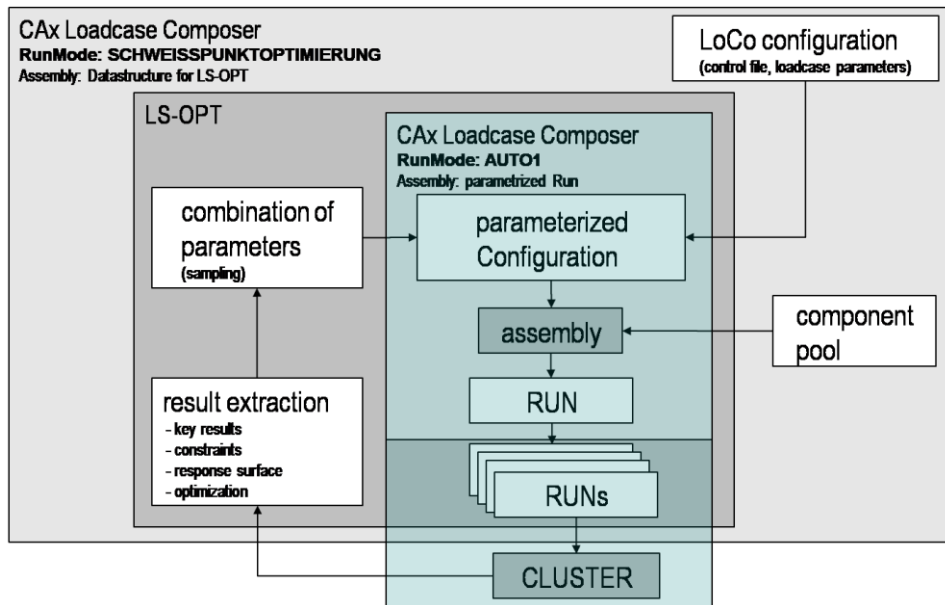 CAx Loadcase Composer
RunMode: SCHWEISSPUNKTOPTIMIERUNG
Assembly: Datastructure for LS-OPT
LoCo configuration
(control file, loadcase parameters)
LS-OPT
CAx Loadcase Composer
RunMode: AUTO1
Assembly: parametrized Run
combination of
parameters
(sampling)
parameterized
Configuration
assembly
component
pool
result extraction
- key results
- constraints
- response surface
- optimization
RUN
RUNs
CLUSTER